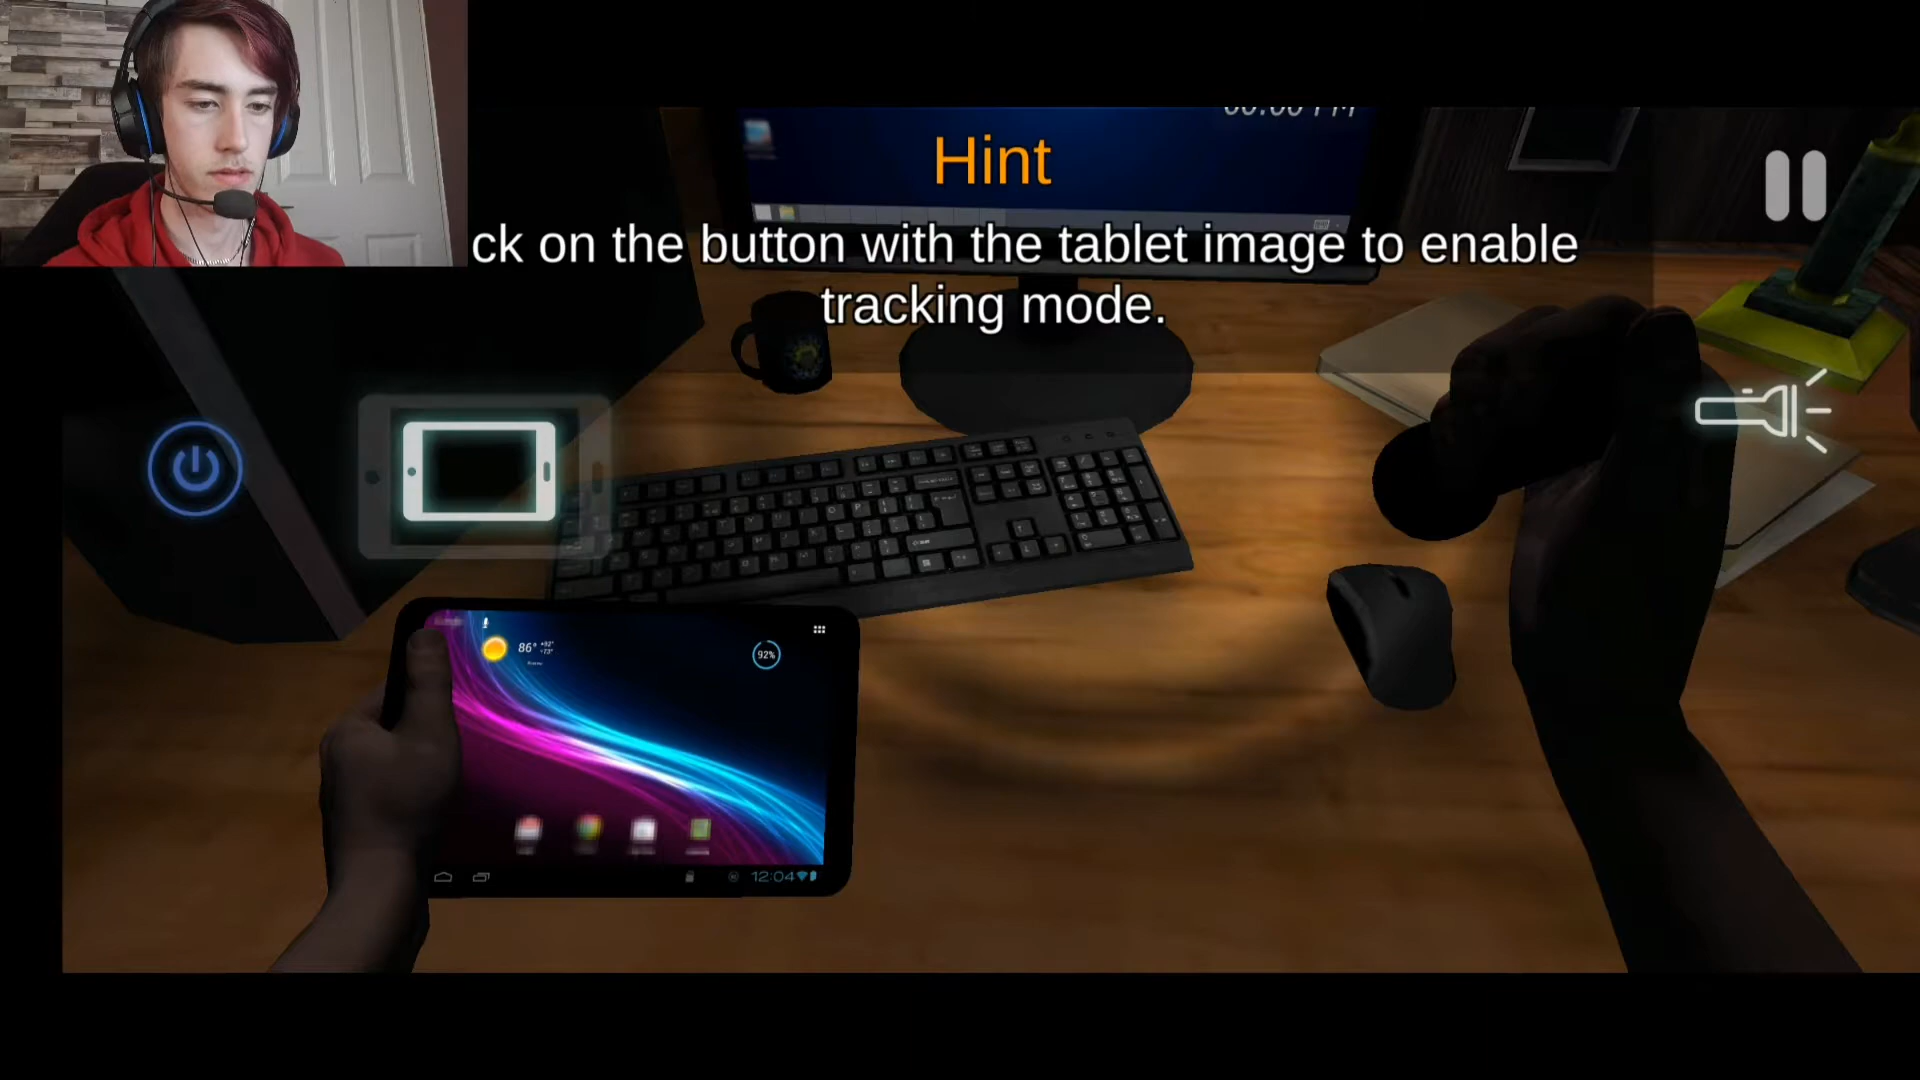 Hint
ck on the button with the tablet image to enable
tracking mode.
86°
92%
12:04